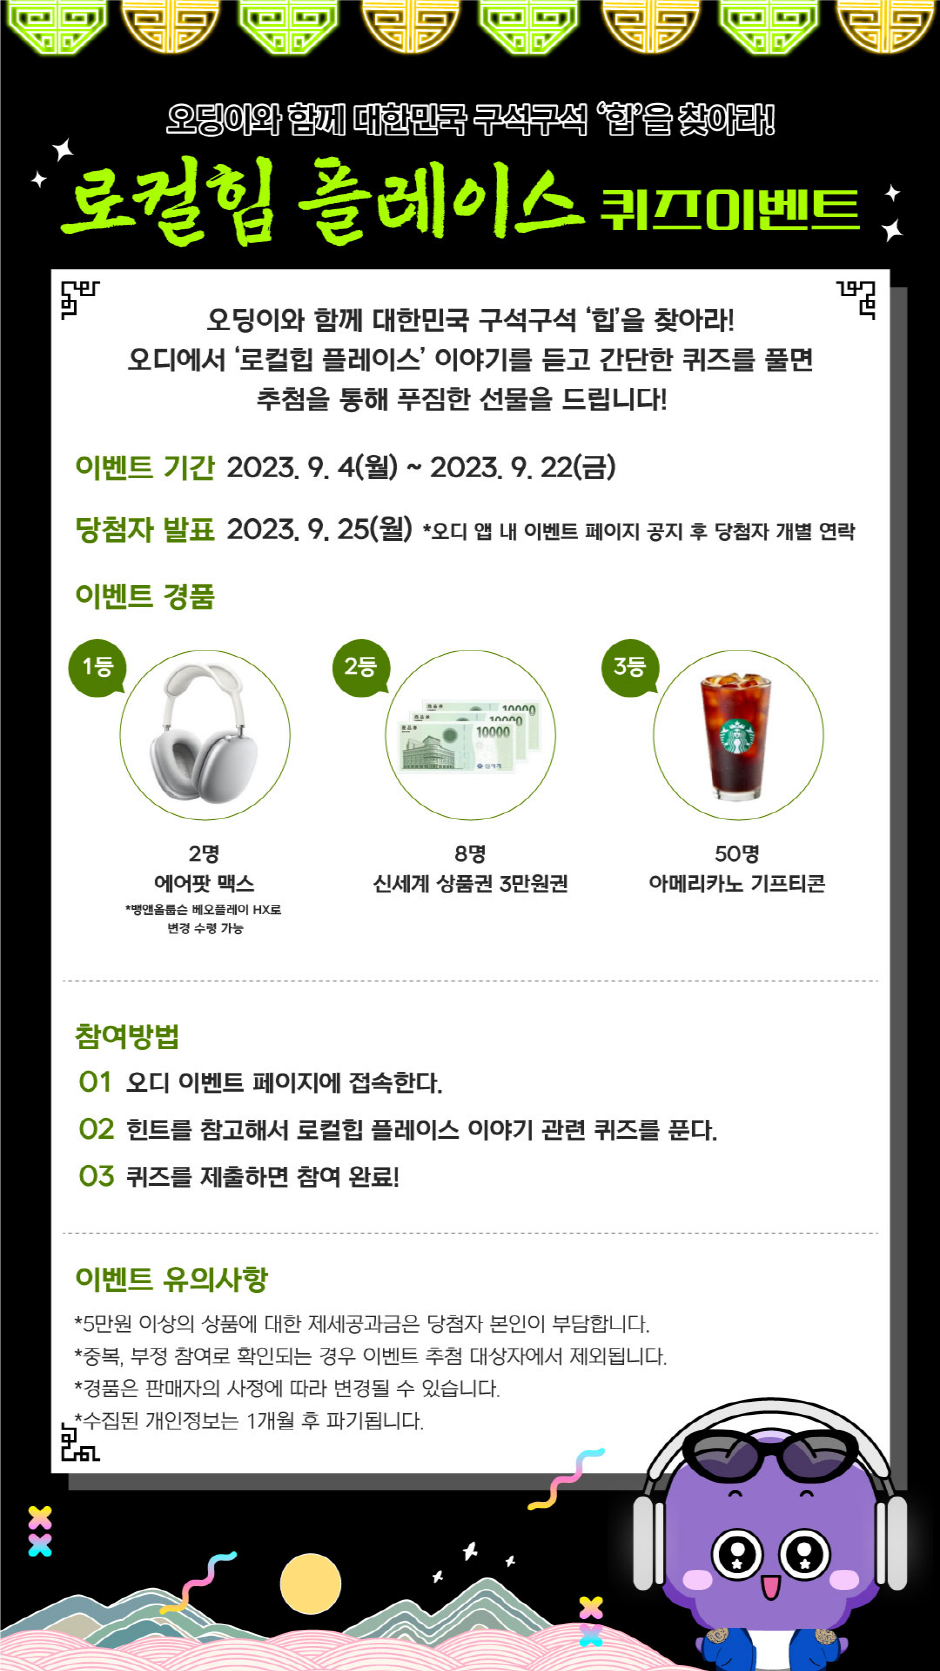 오딩이와 함께 대한민국 구석구석 ‘힙’을 찾아라!
로컬힙 플레이스 퀴즈이벤트
오딩이와 함께 대한민국 구석구석 ‘힙’을 찾아라!
오디에서 ‘로컬힙 플레이스’ 이야기를 듣고 간단한 퀴즈를 풀면
추첨을 통해 푸짐한 선물을 드립니다!
이벤트 기간 2023. 9. 4(월) ~ 2023. 9. 22(금)
당첨자 발표 2023. 9. 25(월) *오디 앱 내 이벤트 페이지 공지 후 당첨자 개별 연락
이벤트 경품
1등 2등 3등
10000
10000
10000
2명 8명 50명
에어팟 맥스 신세계 상품권 3만원권 아메리카노 기프티콘
*뱅앤올룹슨 베오플레이 HX로
변경 수령 가능
참여방법
01 오디 이벤트 페이지에 접속한다.
02 힌트를 참고해서 로컬힙 플레이스 이야기 관련 퀴즈를 푼다.
03 퀴즈를 제출하면 참여 완료!
이벤트 유의사항
*5만원 이상의 상품에 대한 제세공과금은 당첨자 본인이 부담합니다.
*중복, 부정 참여로 확인되는 경우 이벤트 추첨 대상자에서 제외됩니다.
*경품은 판매자의 사정에 따라 변경될 수 있습니다.
*수집된 개인정보는 1개월 후 파기됩니다.